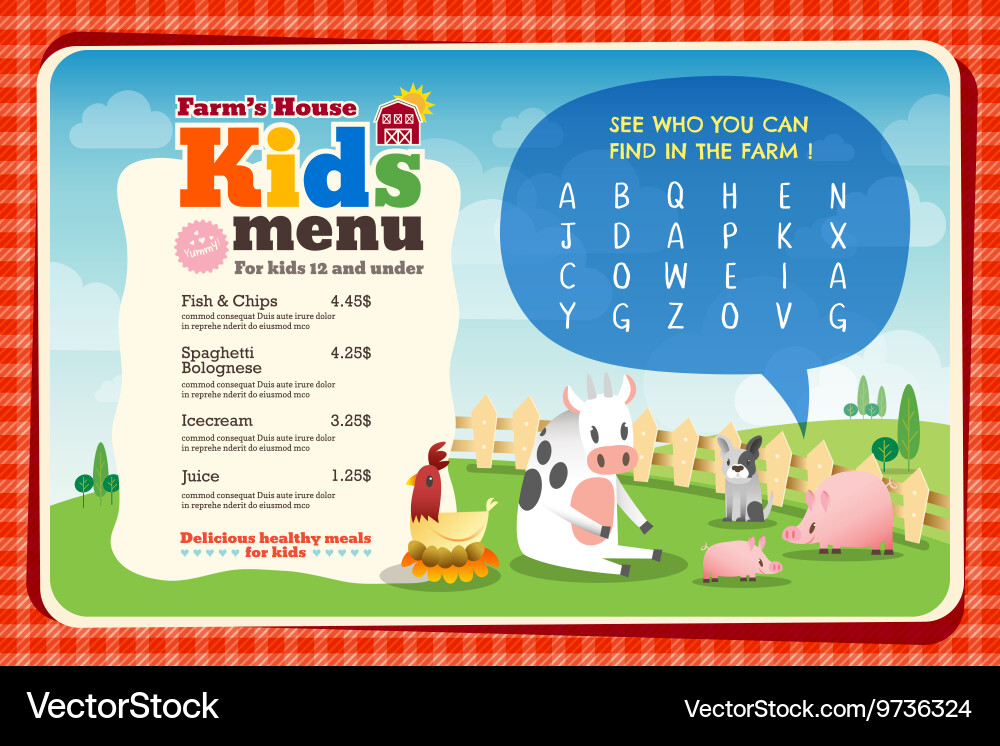 Farm's House
Kids
menu
Yummy!
For kids 12 and under
Fish & Chips 4.45$
commod consequat Duis aute irure dolor
in reprehe nderit do eiusmod mco
Spaghetti 4.25$
Bolognese
commod consequat Duis aute irure dolor
in reprehe nderit do eiusmod mco
Icecream 3.25$
commod consequat Duis aute irure dolor
in reprehe nderit do eiusmod mco
Juice 1.25$
commod consequat Duis aute irure dolor
in reprehe nderit do eiusmod mco
Delicious healthy meals
for kids
SEE WHO YOU CAN
FIND IN THE FARM !
A B Q H E N
J D A P K X
C O W E I A
Y G Z O V G
VectorStock®
VectorStock.com/9736324